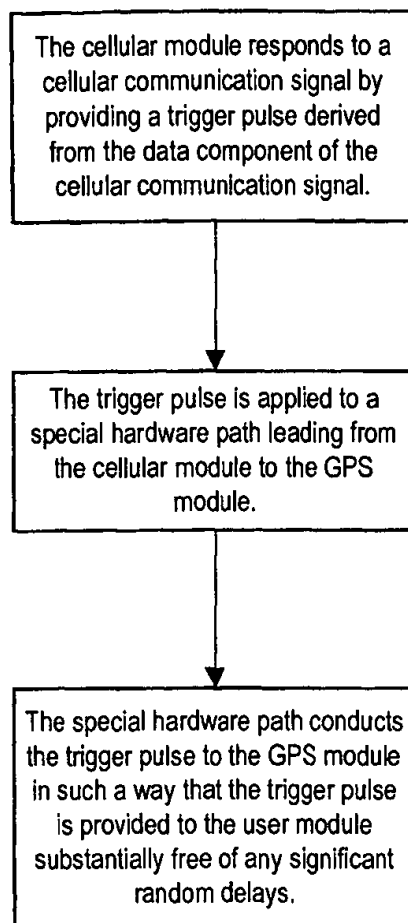 The cellular module responds to a
cellular communication signal by
providing a trigger pulse derived
from the data component of the
cellular communication signal.
The trigger pulse is applied to a
special hardware path leading from
the cellular module to the GPS
module.
The special hardware path conducts
the trigger pulse to the GPS module
in such a way that the trigger pulse
is provided to the user module
substantially free of any significant
random delays.